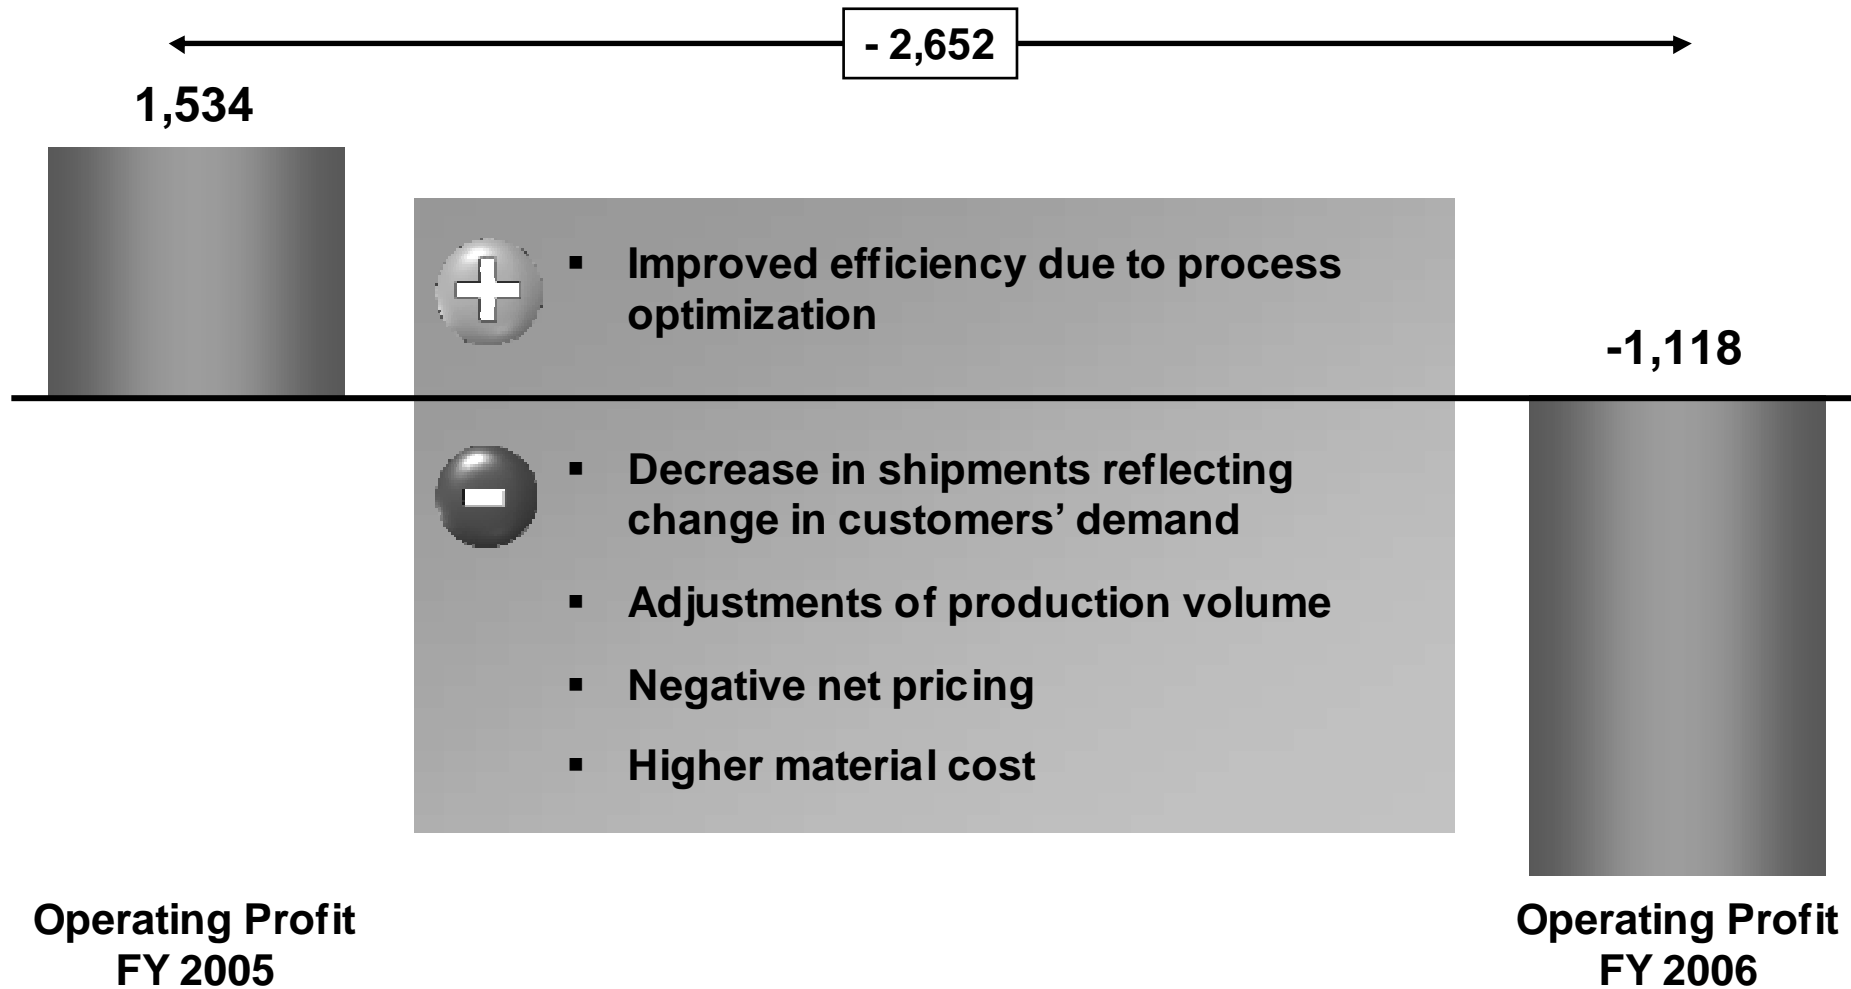 - 2,652
1,534
▪ Improved efficiency due to process
optimization
-1,118
▪ Decrease in shipments reflecting
change in customers’ demand
▪ Adjustments of production volume
▪ Negative net pricing
▪ Higher material cost
Operating Profit
FY 2005
Operating Profit
FY 2006